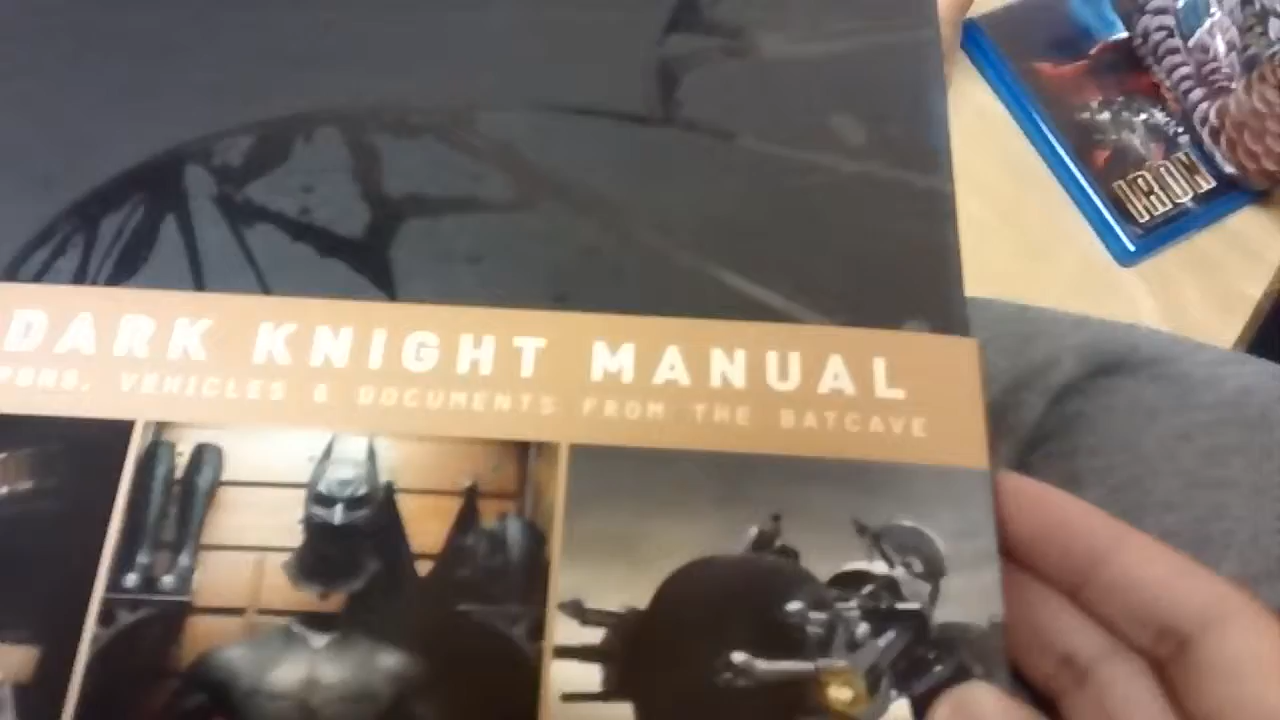 DARK KNIGHT MANUAL
VEHICLES & DOCUMENTS FROM THE BATCAVE
IRON